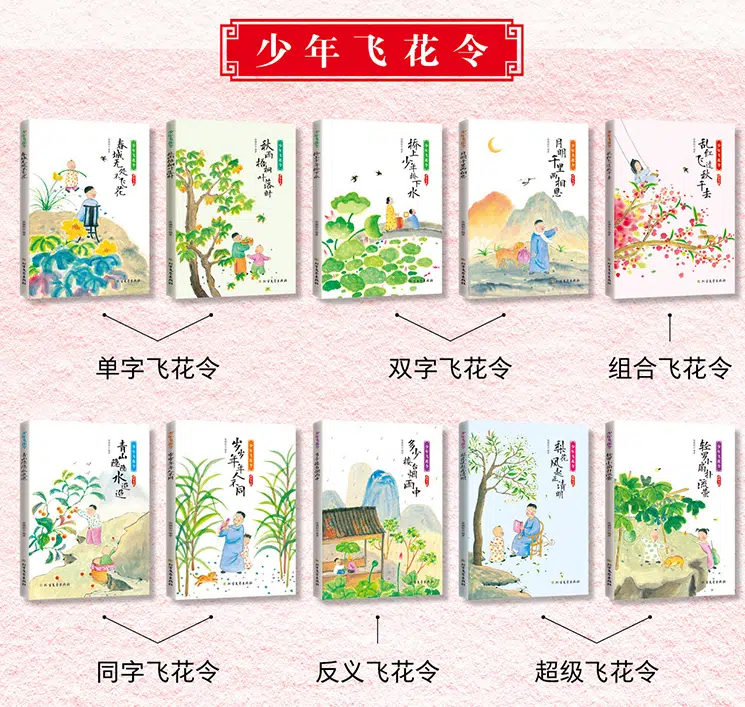 少年飞花令
春城无处不飞花
秋雨梧桐叶落时
桥上少年桥下水
月明千里两相思
乱红飞过秋千去
单字飞花令
双字飞花令
组合飞花令
青山隐隐水迢迢
岁岁年年人不同
多少楼台烟雨中
梨花风起正清明
轻罗小扇扑流萤
同字飞花令
反义飞花令
超级飞花令